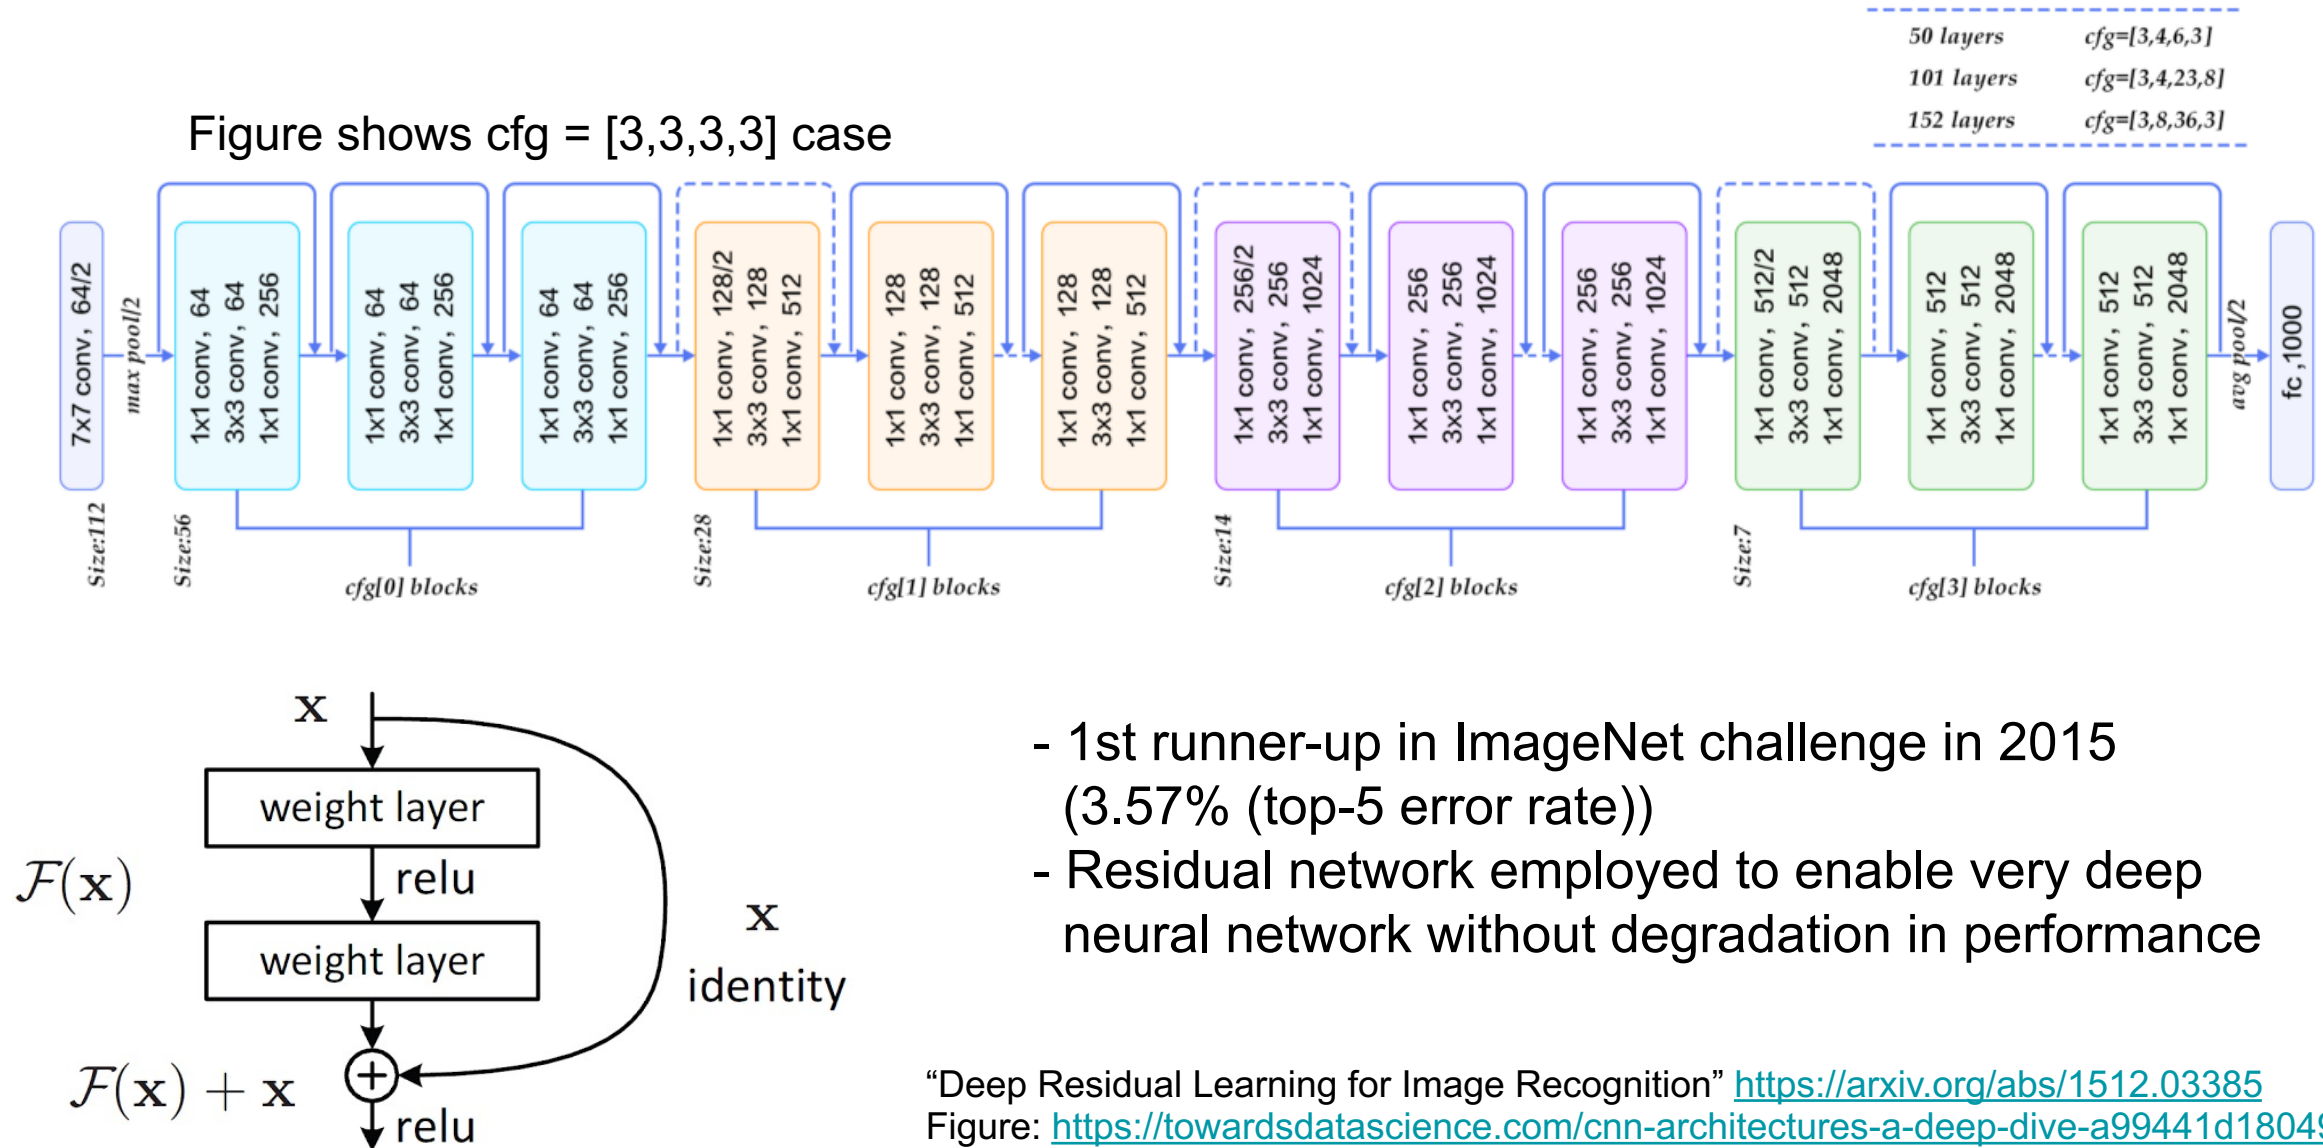 50 layers cfg=[3,4,6,3]
101 layers cfg=[3,4,23,8]
152 layers cfg=[3,8,36,3]
Figure shows cfg = [3,3,3,3] case
7x7 conv, 64/2
max pool/2
1x1 conv, 64
3x3 conv, 64
1x1 conv, 256
1x1 conv, 64
3x3 conv, 64
1x1 conv, 256
1x1 conv, 64
3x3 conv, 64
1x1 conv, 256
1x1 conv, 128/2
3x3 conv, 128
1x1 conv, 512
1x1 conv, 128
3x3 conv, 128
1x1 conv, 512
1x1 conv, 128
3x3 conv, 128
1x1 conv, 512
1x1 conv, 256/2
3x3 conv, 256
1x1 conv, 1024
1x1 conv, 256
3x3 conv, 256
1x1 conv, 1024
1x1 conv, 256
3x3 conv, 256
1x1 conv, 1024
1x1 conv, 512/2
3x3 conv, 512
1x1 conv, 2048
1x1 conv, 512
3x3 conv, 512
1x1 conv, 2048
1x1 conv, 512
3x3 conv, 512
1x1 conv, 2048
avg pool/2
fc ,1000
Size:112
Size:56
Size:28
Size:14
Size:7
cfg[0] blocks
cfg[1] blocks
cfg[2] blocks
cfg[3] blocks
x
weight layer
F(x)
relu
weight layer
x
identity
F(x) + x
+
relu
- 1st runner-up in ImageNet challenge in 2015
(3.57% (top-5 error rate))
- Residual network employed to enable very deep
neural network without degradation in performance
“Deep Residual Learning for Image Recognition” https://arxiv.org/abs/1512.03385
Figure: https://towardsdatascience.com/cnn-architectures-a-deep-dive-a99441d18049